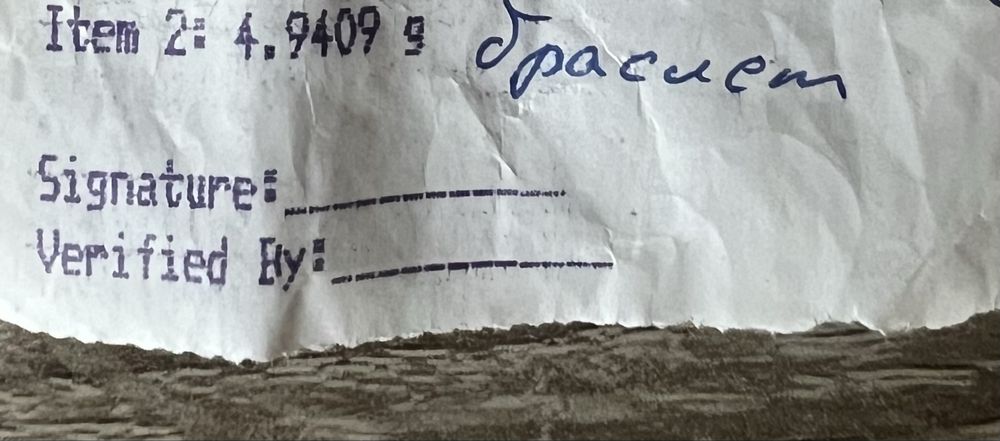 Item 2: 4.9409 g браслет
Signature:
Verified By: